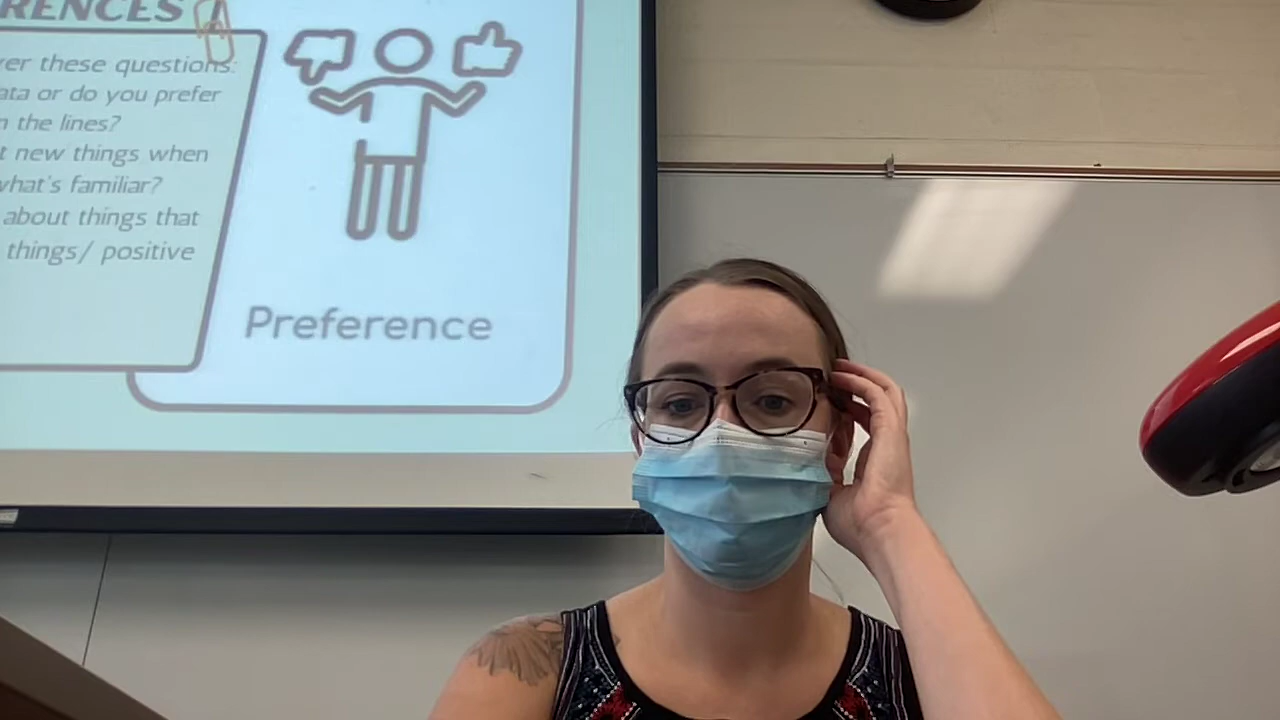 RENCES
ver these questions:
ata or do you prefer
n the lines?
t new things when
what's familiar?
about things that
things/ positive
Preference